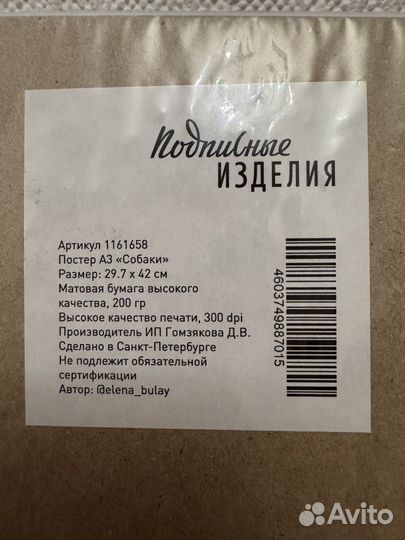 Подписные
ИЗДЕЛИЯ
Артикул 1161658
Постер А3 «Собаки»
Размер: 29.7 x 42 см
Матовая бумага высокого
качества, 200 гр
Высокое качество печати, 300 dpi
Производитель ИП Гомзякова Д.В.
Сделано в Санкт-Петербурге
Не подлежит обязательной
сертификации
Автор: @elena_bulay
4603749887015
Avito